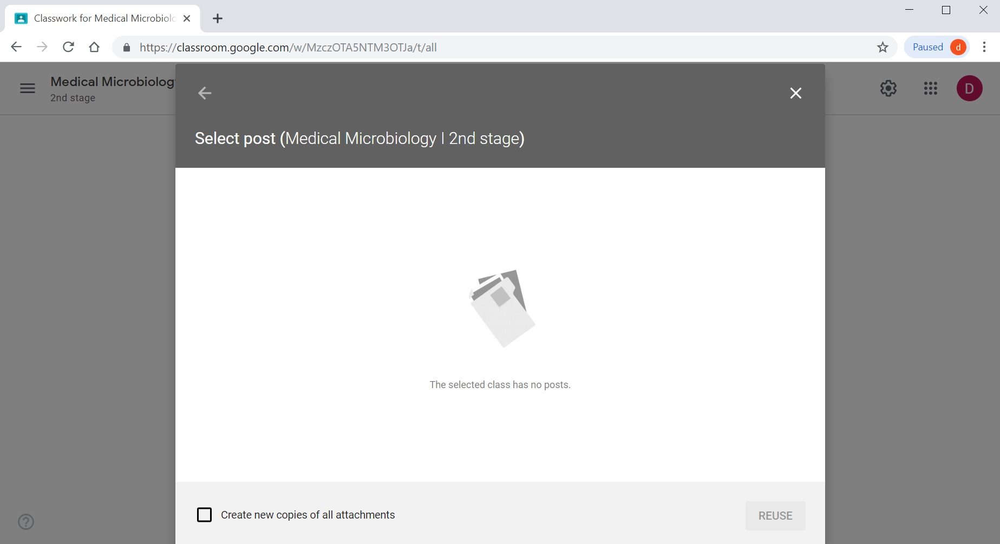 Classwork for Medical Microbiolo
https://classroom.google.com/w/MzczOTA5NTM3OTJa/t/all
Paused
d
Medical Microbiology
2nd stage
D
Select post (Medical Microbiology | 2nd stage)
The selected class has no posts.
Create new copies of all attachments
REUSE